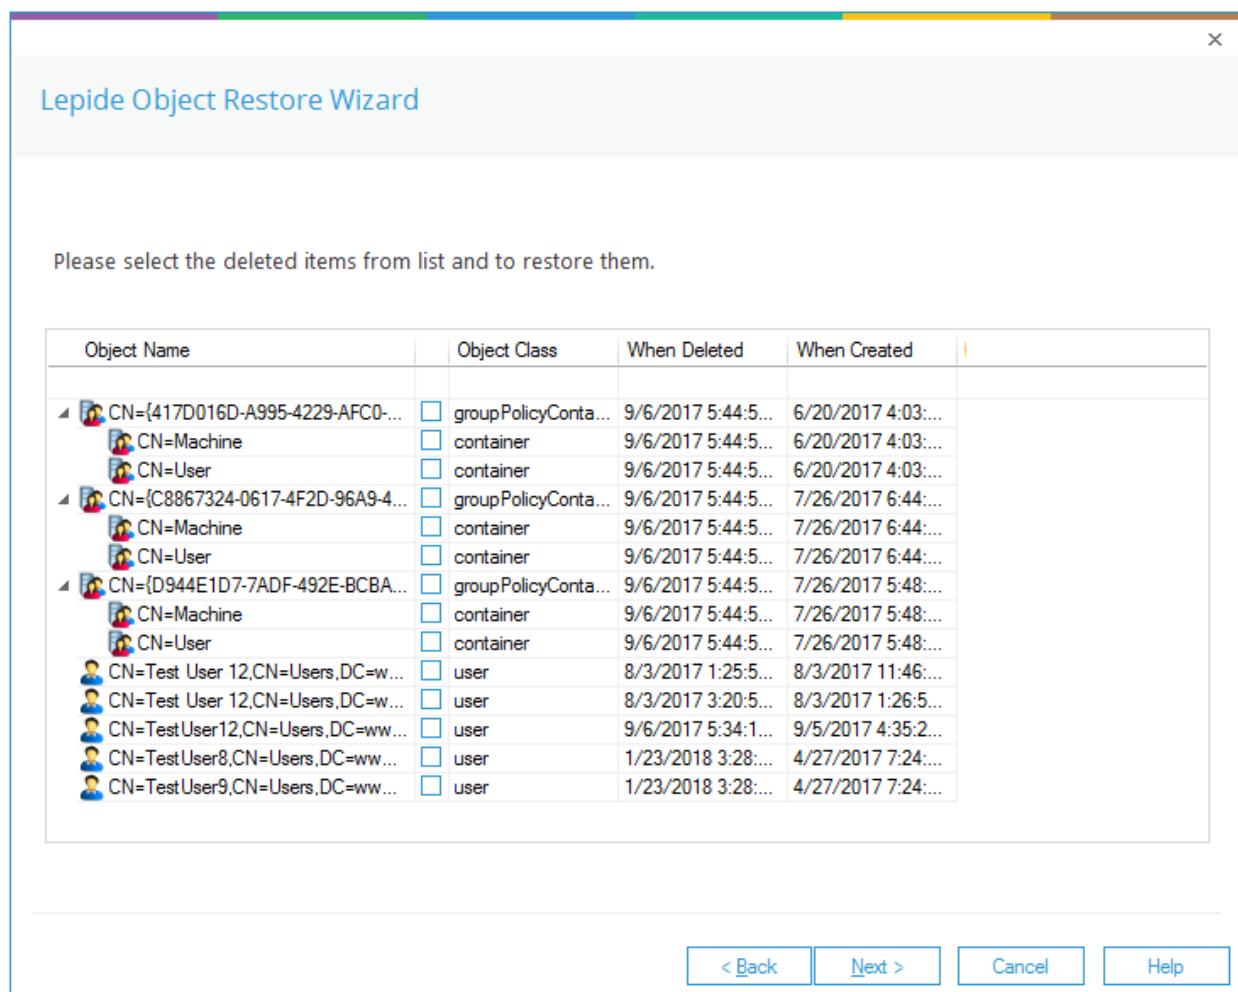 Lepide Object Restore Wizard
Please select the deleted items from list and to restore them.
Object Name Object Class When Deleted When Created
CN={417D016D-A995-4229-AFC0-... groupPolicyConta... 9/6/2017 5:44:5... 6/20/2017 4:03:...
CN=Machine container 9/6/2017 5:44:5... 6/20/2017 4:03:...
CN=User container 9/6/2017 5:44:5... 6/20/2017 4:03:...
CN={C8867324-0617-4F2D-96A9-4... groupPolicyConta... 9/6/2017 5:44:5... 7/26/2017 6:44:...
CN=Machine container 9/6/2017 5:44:5... 7/26/2017 6:44:...
CN=User container 9/6/2017 5:44:5... 7/26/2017 6:44:...
CN={D944E1D7-7ADF-492E-BCBA... groupPolicyConta... 9/6/2017 5:44:5... 7/26/2017 5:48:...
CN=Machine container 9/6/2017 5:44:5... 7/26/2017 5:48:...
CN=User container 9/6/2017 5:44:5... 7/26/2017 5:48:...
CN=Test User 12,CN=Users,DC=w... user 8/3/2017 1:25:5... 8/3/2017 11:46:...
CN=Test User 12,CN=Users,DC=w... user 8/3/2017 3:20:5... 8/3/2017 1:26:5...
CN=TestUser12,CN=Users,DC=ww... user 9/6/2017 5:34:1... 9/5/2017 4:35:2...
CN=TestUser8,CN=Users,DC=ww... user 1/23/2018 3:28:... 4/27/2017 7:24:...
CN=TestUser9,CN=Users,DC=ww... user 1/23/2018 3:28:... 4/27/2017 7:24:...
< Back Next > Cancel Help